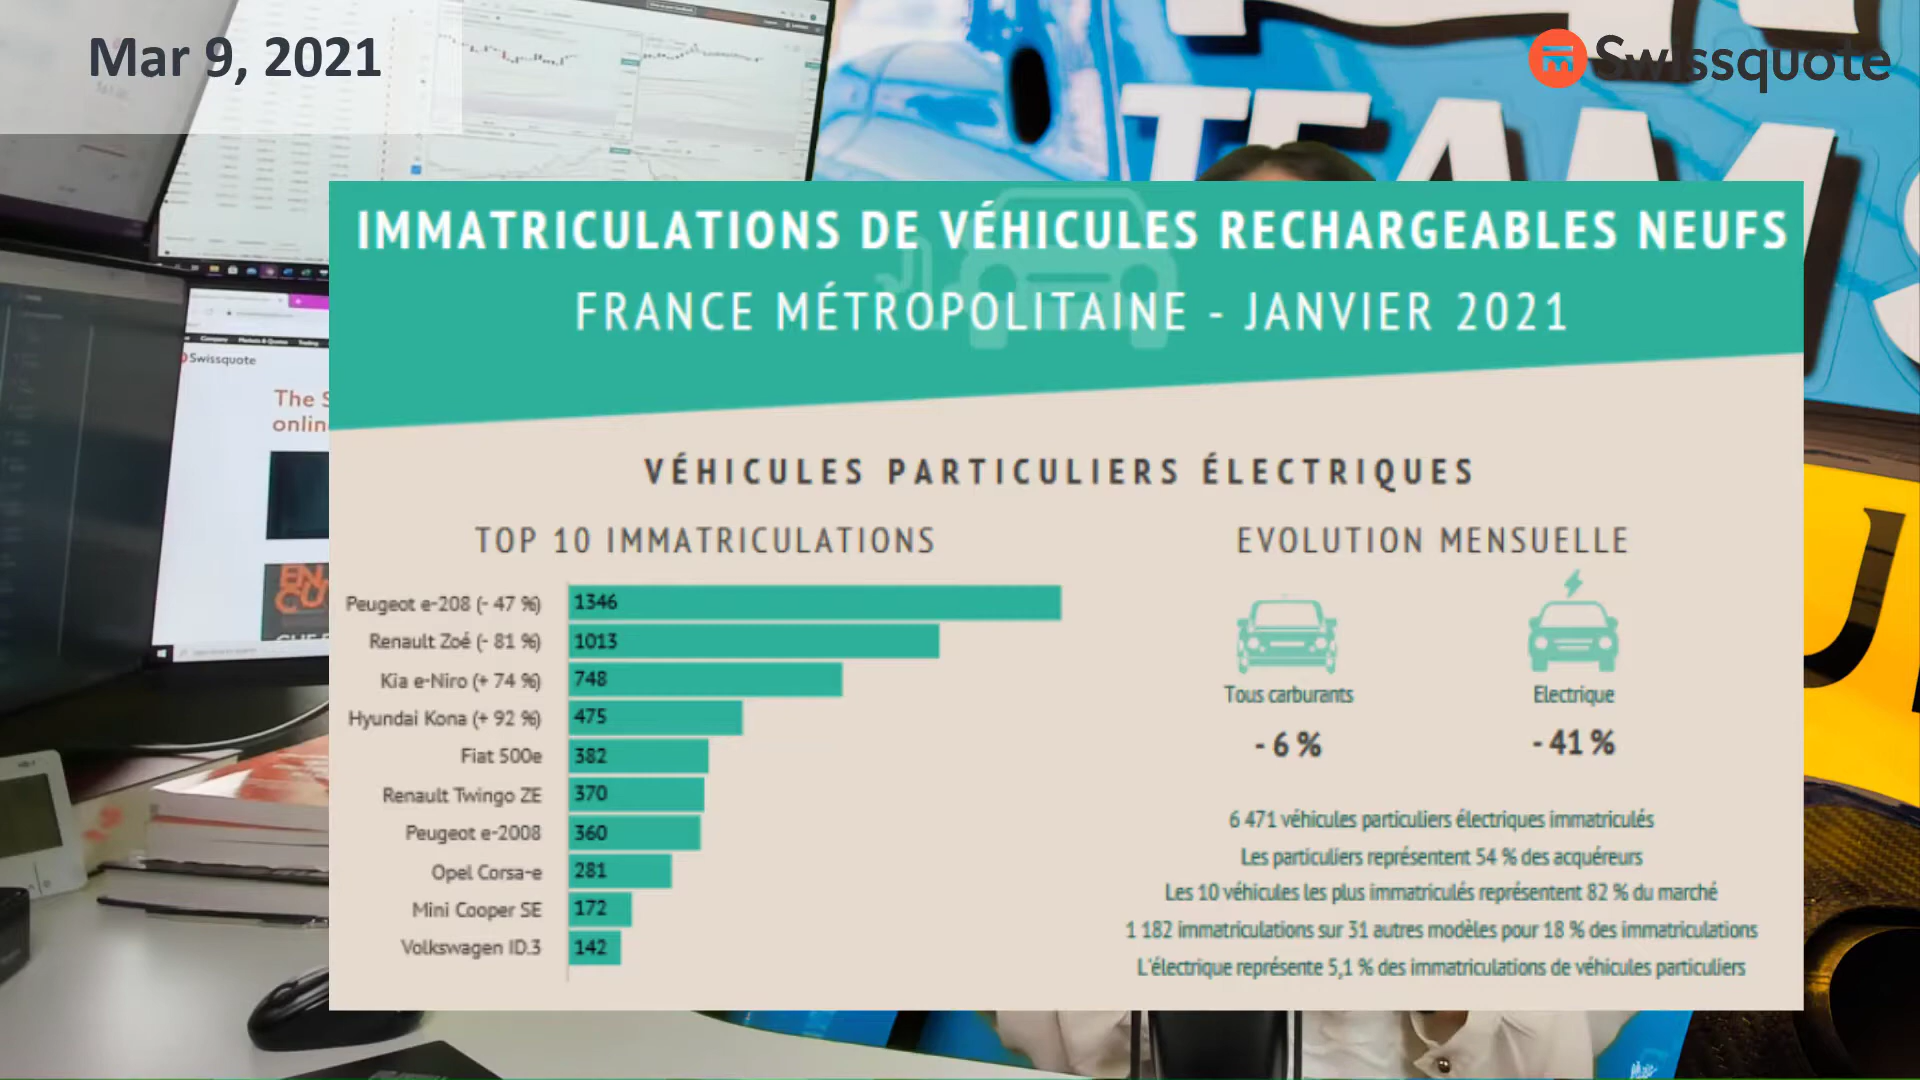 Mar 9, 2021
Swissquote
TEAM
Swissquote
The S
onlin
IMMATRICULATIONS DE VÉHICULES RECHARGEABLES NEUFS
FRANCE MÉTROPOLITAINE - JANVIER 2021
VÉHICULES PARTICULIERS ÉLECTRIQUES
TOP 10 IMMATRICULATIONS
Peugeot e-208 (- 47 %) 1346
Renault Zoé (- 81 %) 1013
Kia e-Niro (+ 74 %) 748
Hyundai Kona (+ 92 %) 475
Fiat 500e 382
Renault Twingo ZE 370
Peugeot e-2008 360
Opel Corsa-e 281
Mini Cooper SE 172
Volkswagen ID.3 142
EVOLUTION MENSUELLE
Tous carburants Electrique
- 6 % - 41 %
6 471 véhicules particuliers électriques immatriculés
Les particuliers représentent 54 % des acquéreurs
Les 10 véhicules les plus immatriculés représentent 82 % du marché
1 182 immatriculations sur 31 autres modèles pour 18 % des immatriculations
L'électrique représente 5,1 % des immatriculations de véhicules particuliers